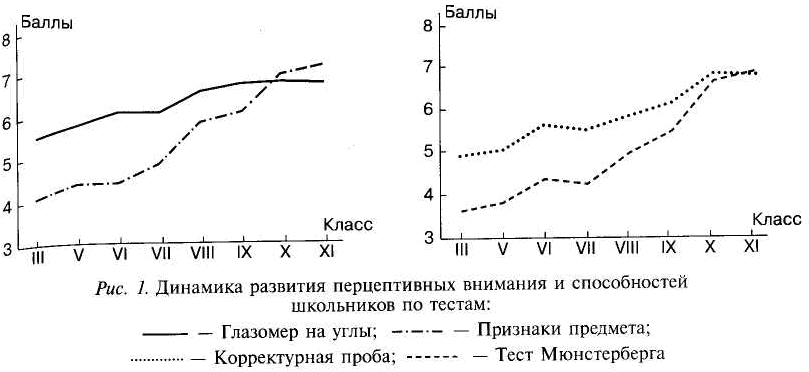 Баллы
8
7
6
5
4
3
III V VI VII VIII IX X XI
Класс
Баллы
8
7
6
5
4
3
III V VI VII VIII IX X XI
Класс
Рис. 1. Динамика развития перцептивных внимания и способностей
школьников по тестам:
— Глазомер на углы; — Признаки предмета;
— Корректурная проба; — Тест Мюнстерберга